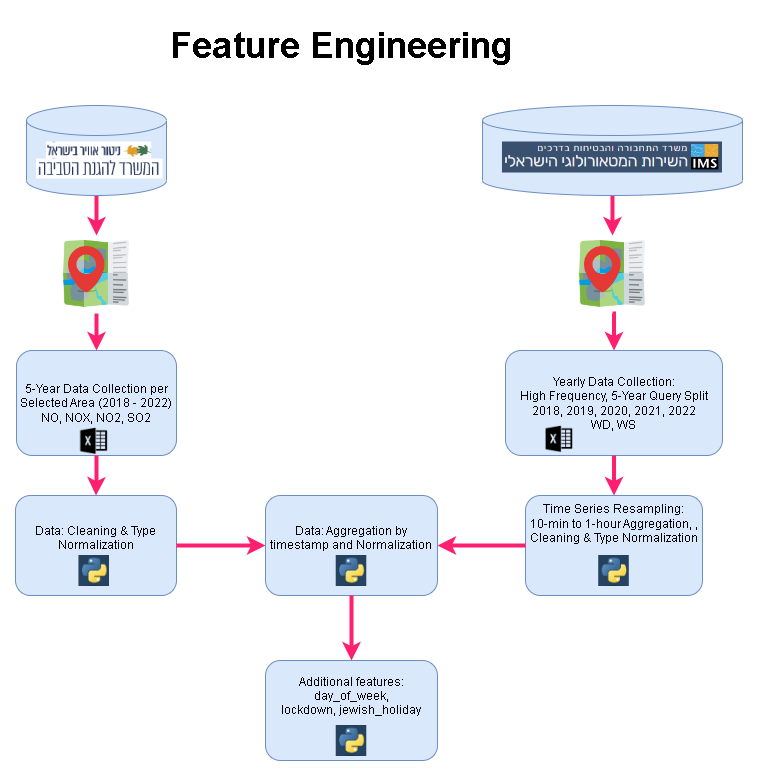 Feature Engineering
ניטור אוויר בישראל
המשרד להגנת הסביבה
משרד התחבורה והבטיחות בדרכים
השירות המטאורולוגי הישראלי
IMS
5-Year Data Collection per
Selected Area (2018 - 2022)
NO, NOX, NO2, SO2
X
Yearly Data Collection:
High Frequency, 5-Year Query Split
2018, 2019, 2020, 2021, 2022
WD, WS
X
Data: Cleaning & Type
Normalization
Data: Aggregation by
timestamp and Normalization
Time Series Resampling:
10-min to 1-hour Aggregation, ,
Cleaning & Type Normalization
Additional features:
day_of_week,
lockdown, jewish_holiday